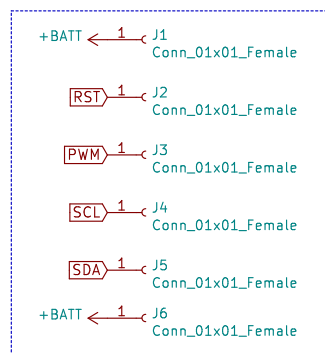 +BATT 1 J1
Conn_01x01_Female
RST 1 J2
Conn_01x01_Female
PWM 1 J3
Conn_01x01_Female
SCL 1 J4
Conn_01x01_Female
SDA 1 J5
Conn_01x01_Female
+BATT 1 J6
Conn_01x01_Female